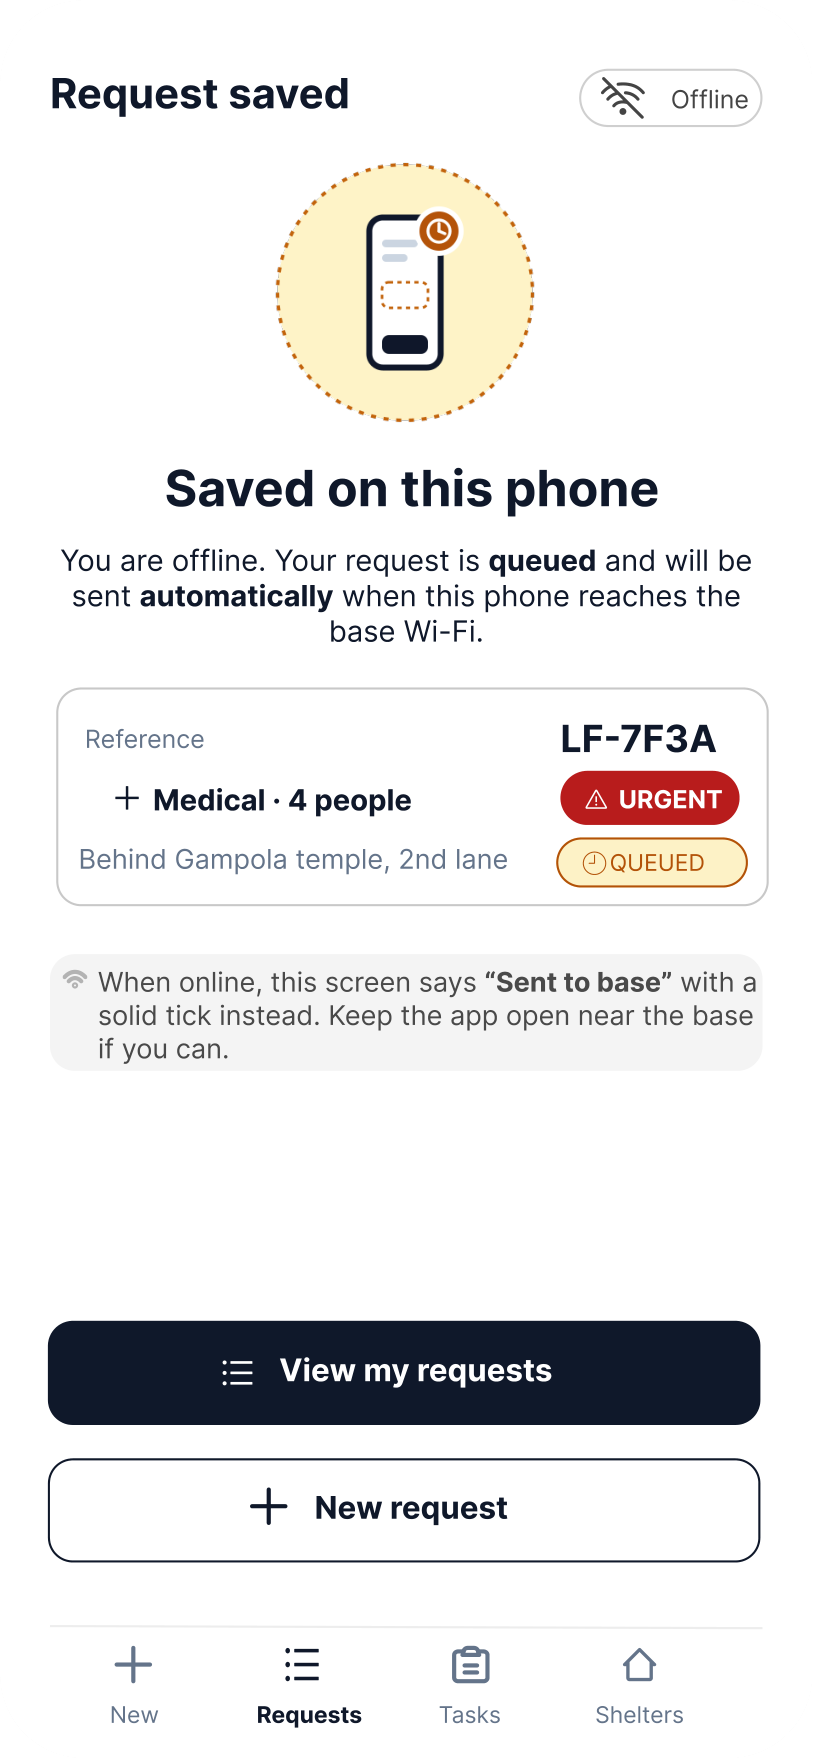 Request saved
Offline
Saved on this phone
You are offline. Your request is queued and will be
sent automatically when this phone reaches the
base Wi-Fi.
Reference
LF-7F3A
Medical · 4 people
URGENT
Behind Gampola temple, 2nd lane
QUEUED
When online, this screen says “Sent to base” with a
solid tick instead. Keep the app open near the base
if you can.
View my requests
New request
New
Requests
Tasks
Shelters